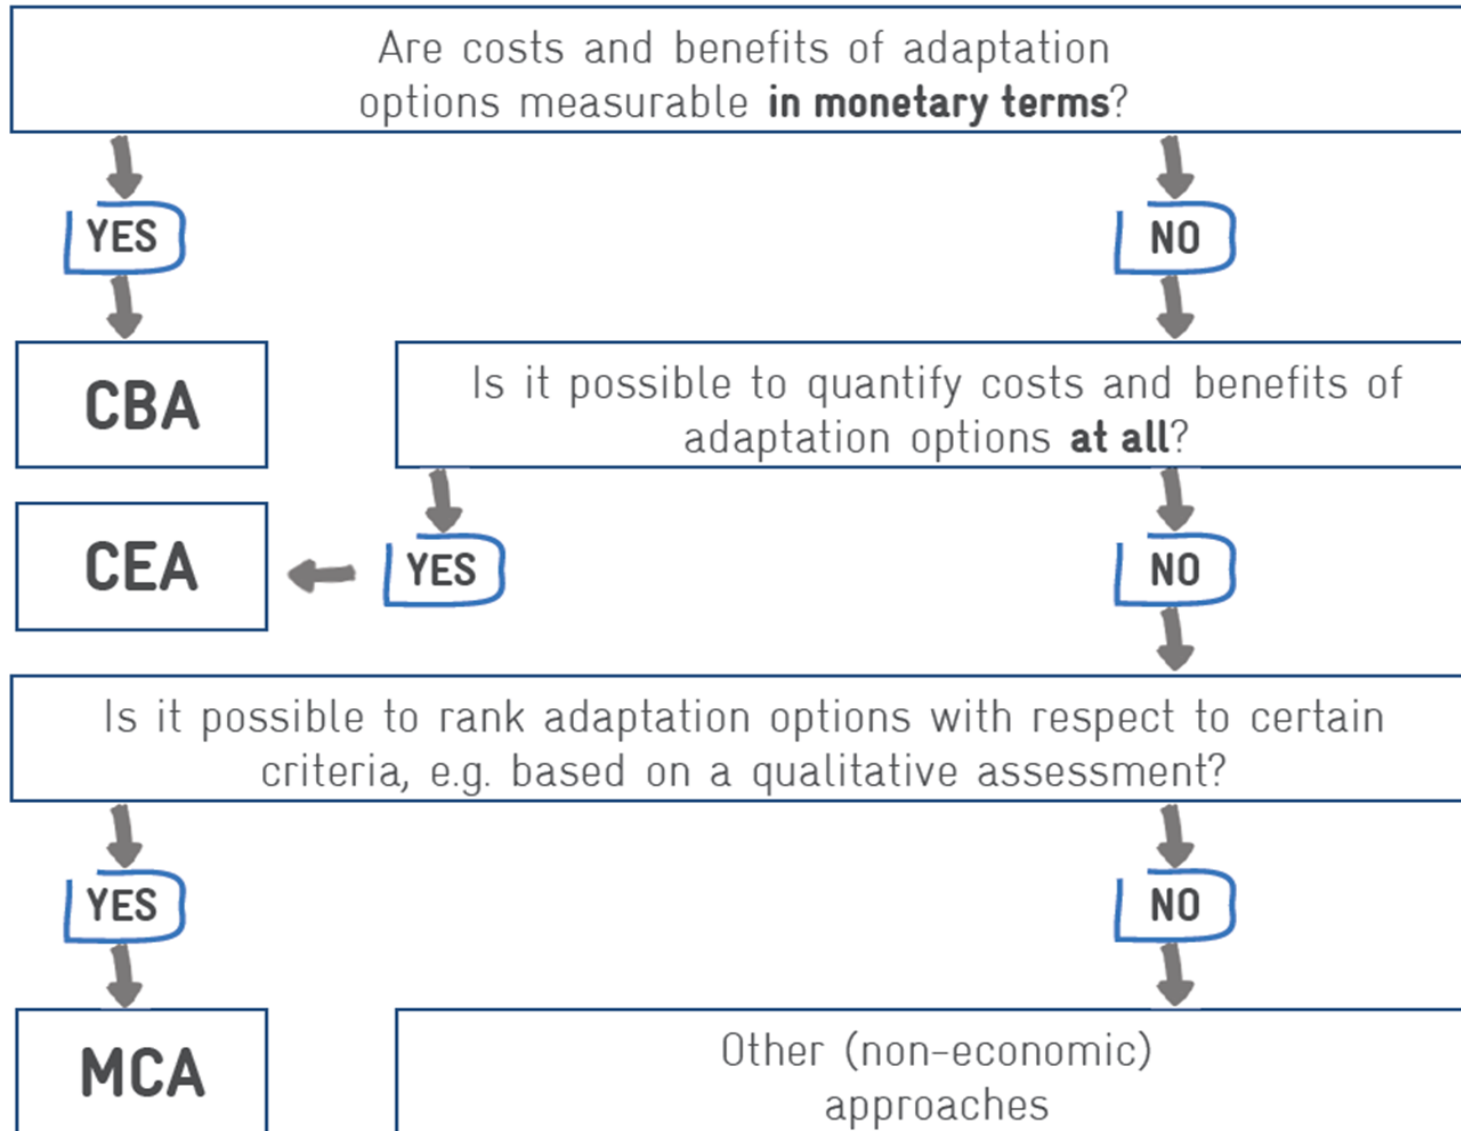 Are costs and benefits of adaptation
options measurable in monetary terms?
YES
NO
CBA
Is it possible to quantify costs and benefits of
adaptation options at all?
CEA
YES
NO
Is it possible to rank adaptation options with respect to certain
criteria, e.g. based on a qualitative assessment?
YES
NO
MCA
Other (non-economic)
approaches